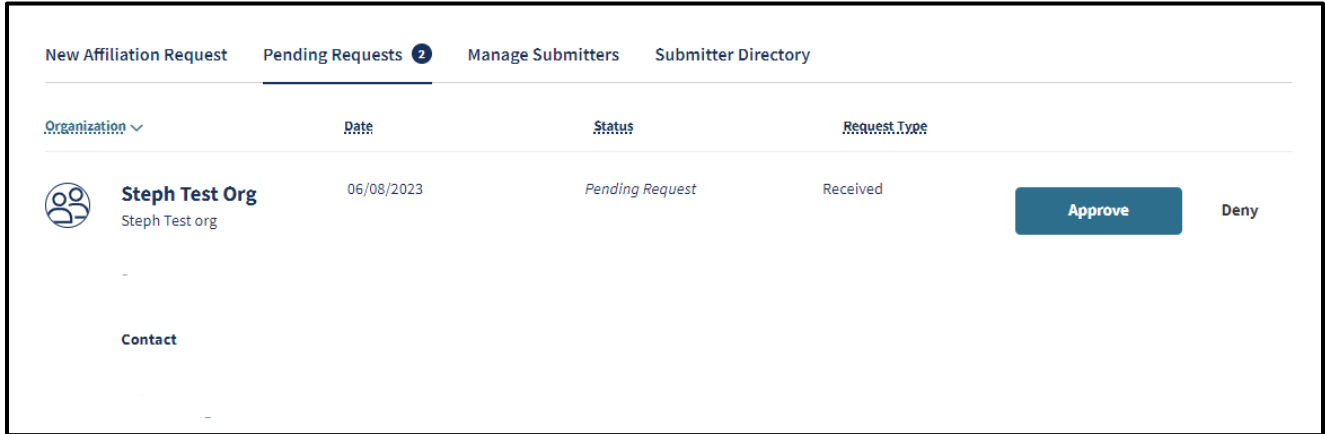 New Affiliation Request Pending Requests 2 Manage Submitters Submitter Directory
Organization Date Status Request Type
Steph Test Org 06/08/2023 Pending Request Received Approve Deny
Steph Test org
-
Contact